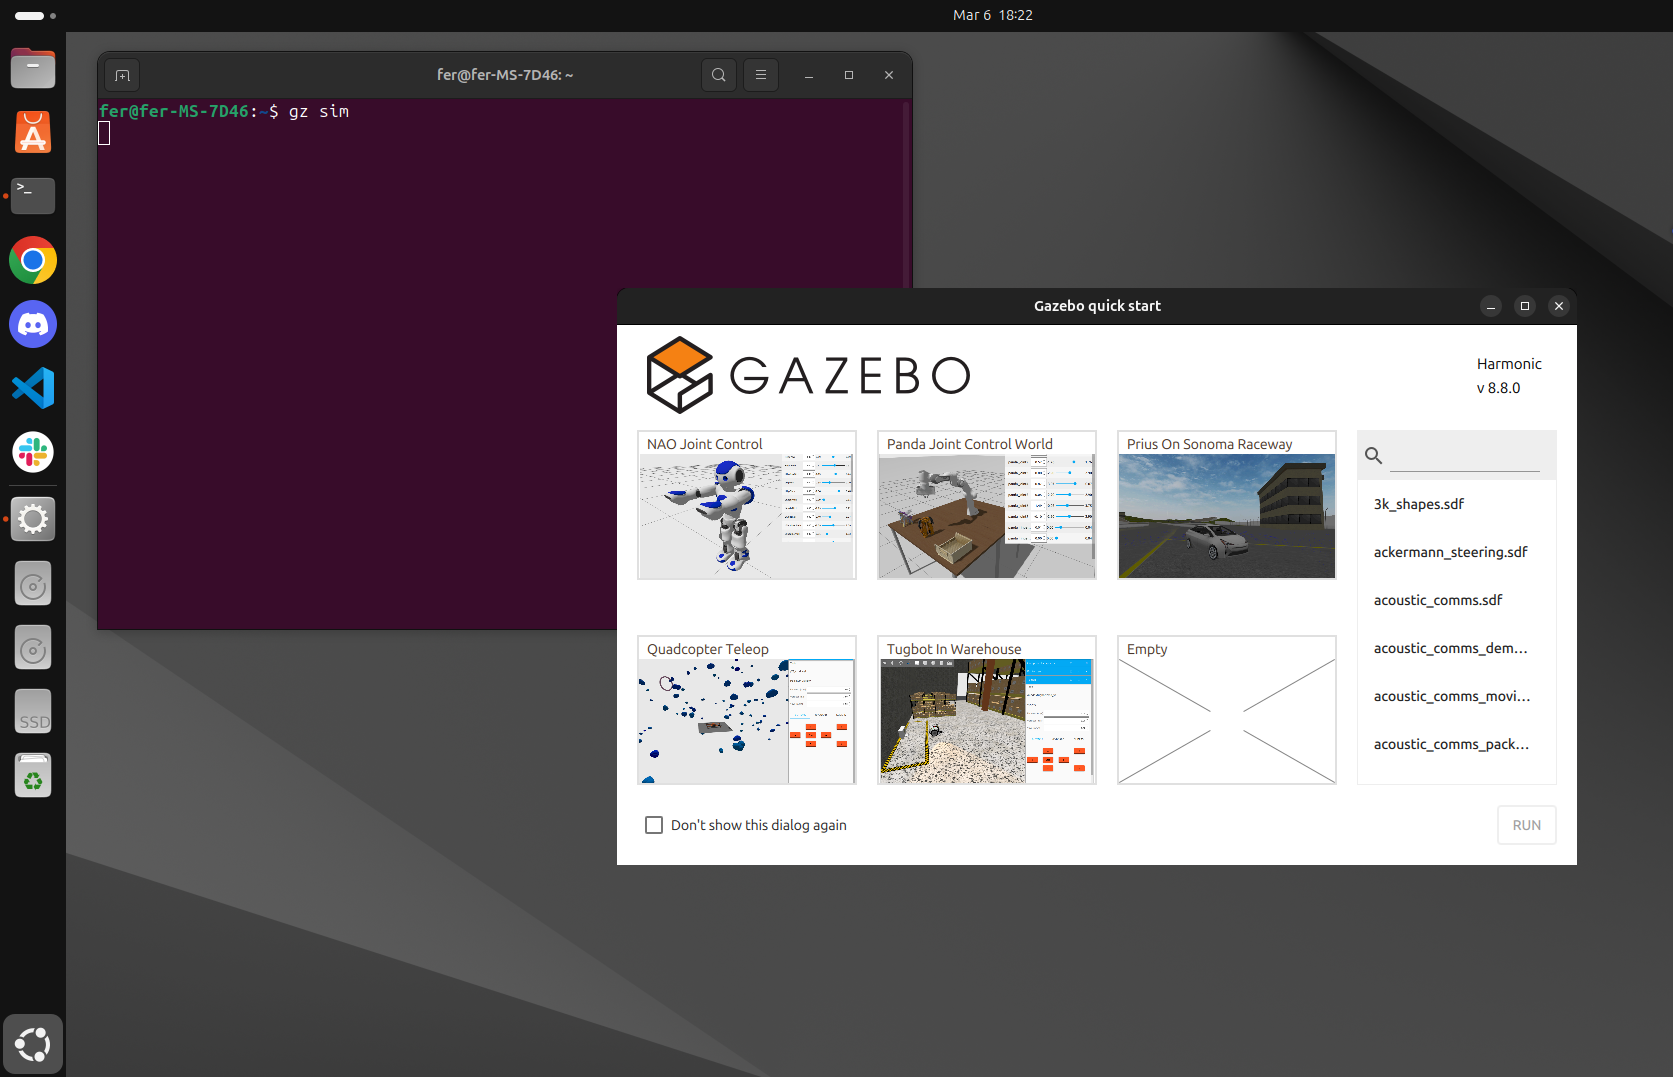 Mar 6 18:22
fer@fer-MS-7D46: ~
fer@fer-MS-7D46:~$ gz sim
>_
SSD
Gazebo quick start
GAZEBO
Harmonic
v 8.8.0
NAO Joint Control
Panda Joint Control World
Prius On Sonoma Raceway
Quadcopter Teleop
Tugbot In Warehouse
Empty
3k_shapes.sdf
ackermann_steering.sdf
acoustic_comms.sdf
acoustic_comms_dem...
acoustic_comms_movi...
acoustic_comms_pack...
Don't show this dialog again
RUN